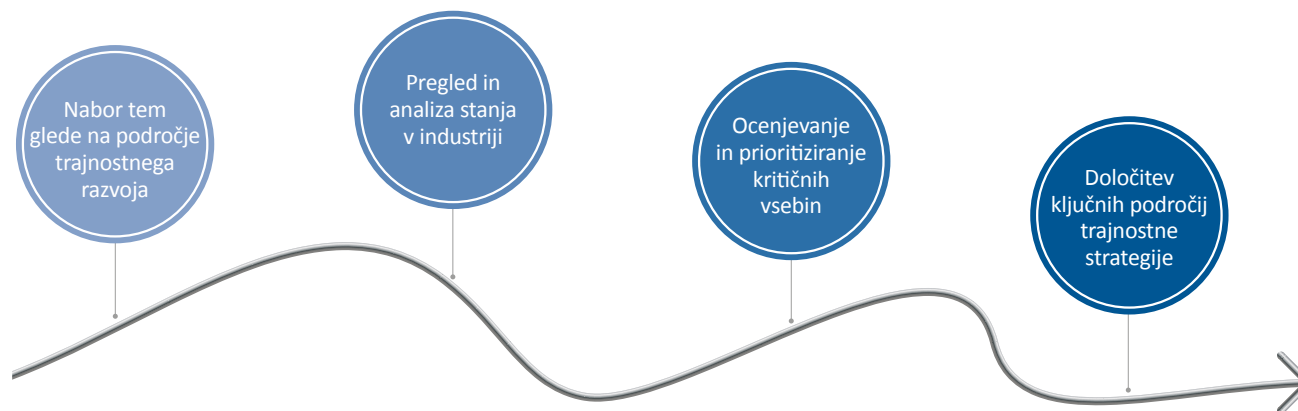 Nabor tem
glede na področje
trajnostnega
razvoja
Pregled in
analiza stanja
v industriji
Ocenjevanje
in prioritiziranje
kritičnih
vsebin
Določitev
ključnih področij
trajnostne
strategije